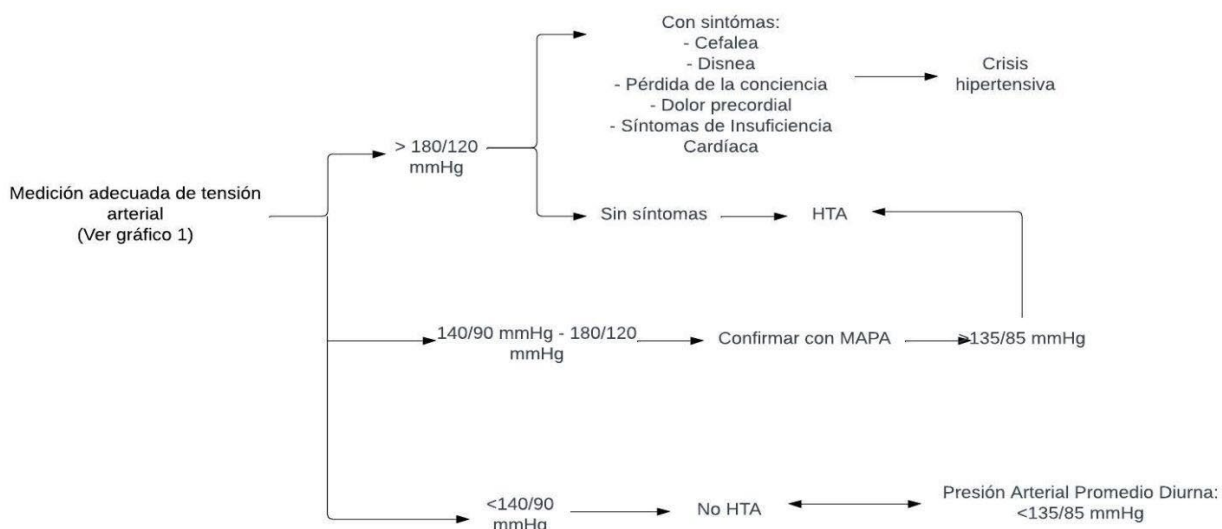 Con sintómas:
- Cefalea
- Disnea
- Pérdida de la conciencia
- Dolor precordial
- Síntomas de Insuficiencia
Cardíaca
Crisis
hipertensiva
> 180/120
mmHg
Medición adecuada de tensión
arterial
(Ver gráfico 1)
Sin síntomas
HTA
140/90 mmHg - 180/120
mmHg
Confirmar con MAPA
>135/85 mmHg
<140/90
mmHg
No HTA
Presión Arterial Promedio Diurna:
<135/85 mmHg